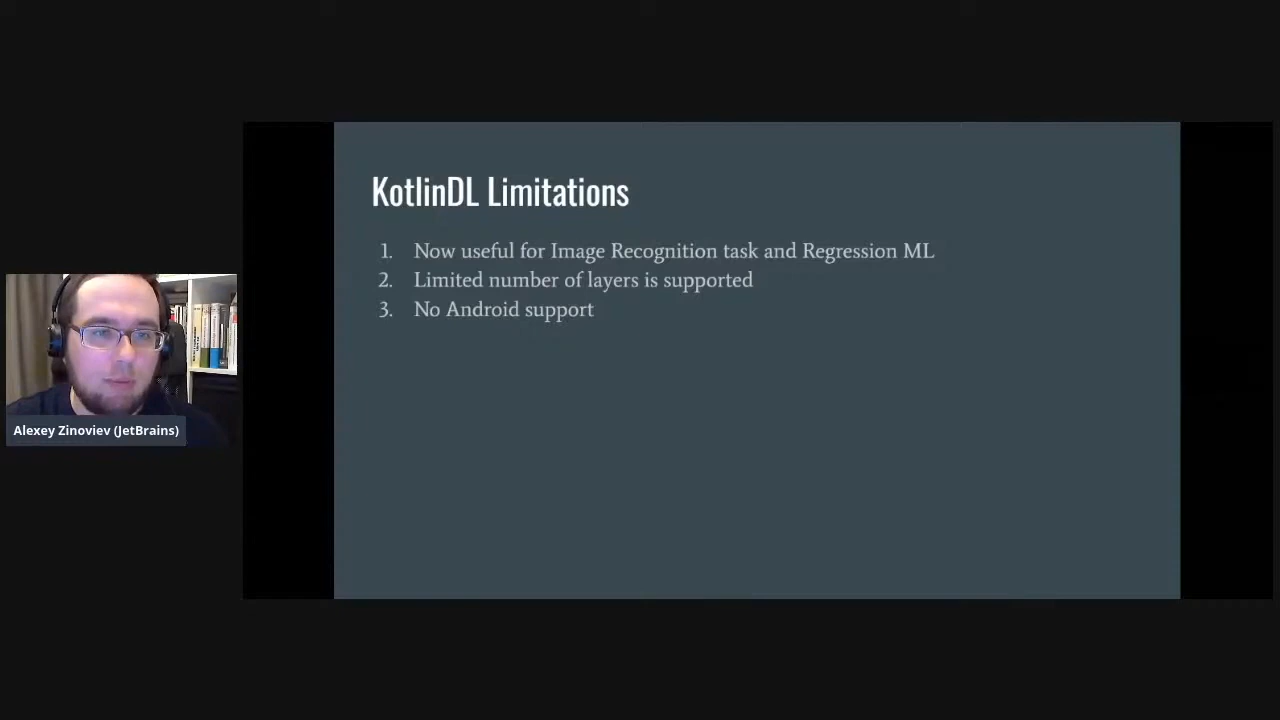 KotlinDL Limitations
1. Now useful for Image Recognition task and Regression ML
2. Limited number of layers is supported
3. No Android support
Alexey Zinoviev (JetBrains)